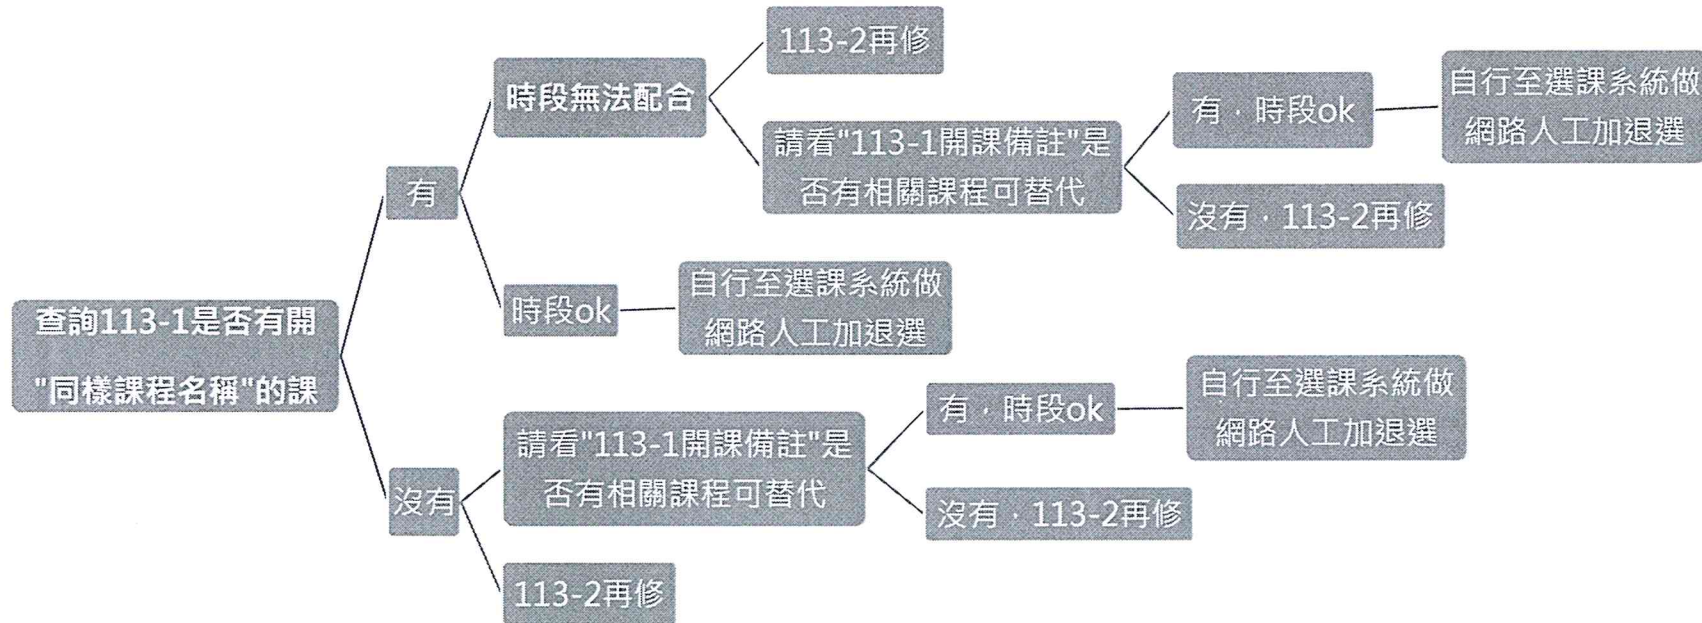 查詢113-1是否有開
"同樣課程名稱"的課
有
時段無法配合
113-2再修
請看"113-1開課備註"是
否有相關課程可替代
有，時段ok
自行至選課系統做
網路人工加退選
沒有，113-2再修
時段ok
自行至選課系統做
網路人工加退選
沒有
請看"113-1開課備註"是
否有相關課程可替代
有，時段ok
自行至選課系統做
網路人工加退選
沒有，113-2再修
113-2再修